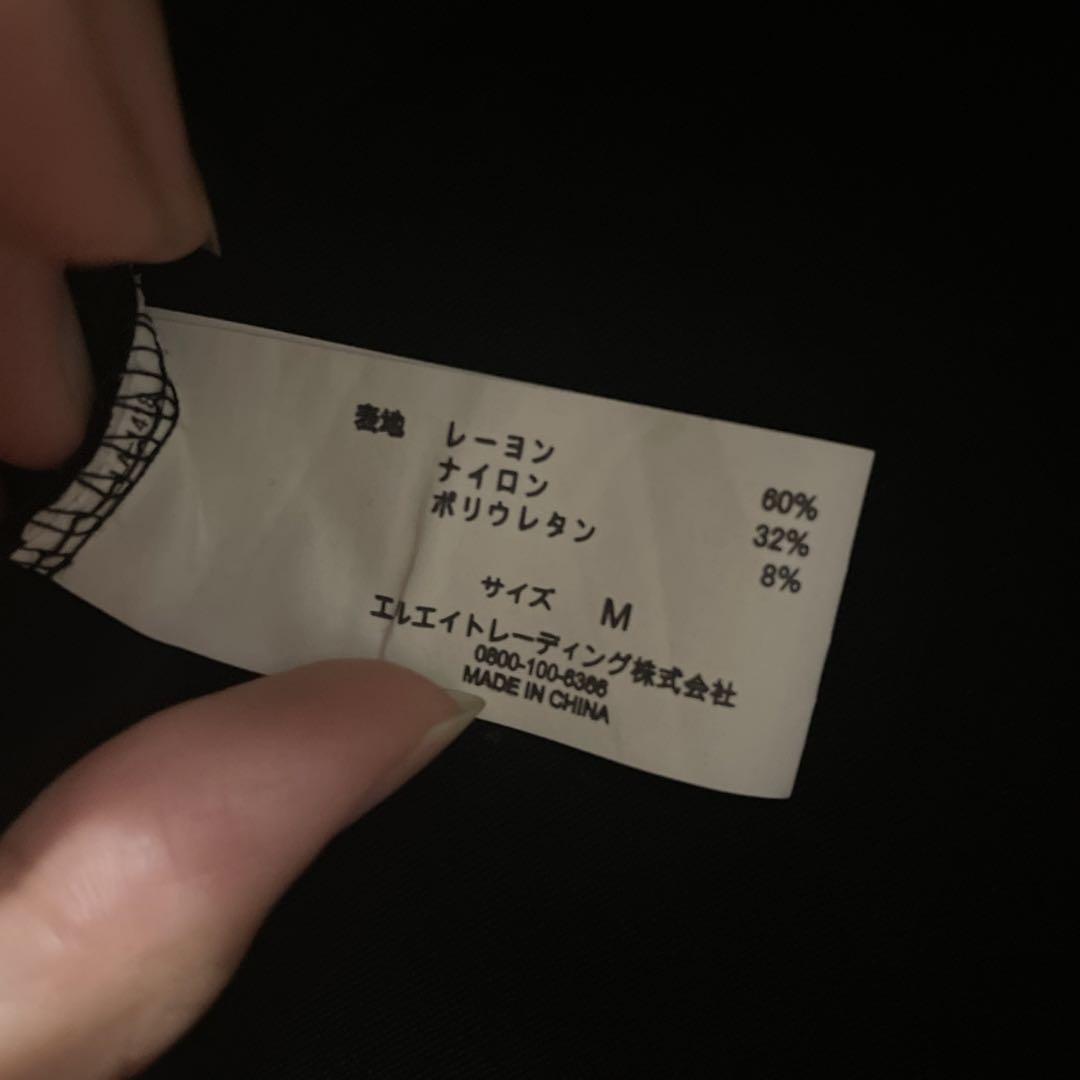 表地 レーヨン 60%
ナイロン 32%
ポリウレタン 8%
サイズ M
エルエイトレーディング株式会社
0800-100-6366
MADE IN CHINA